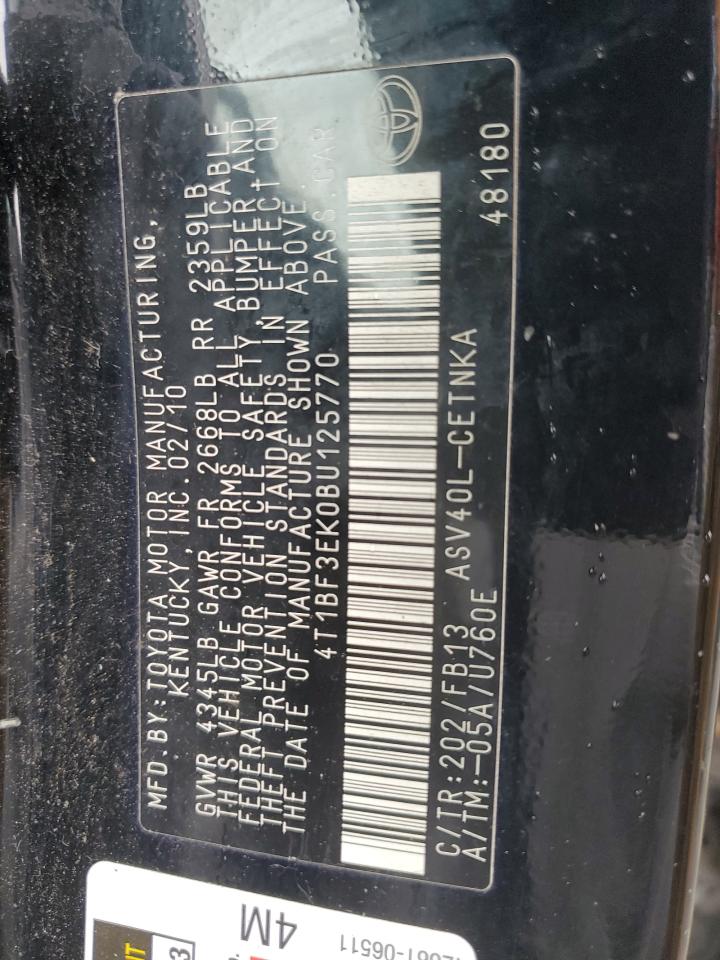 MFD.BY:TOYOTA MOTOR MANUFACTURING,
KENTUCKY,INC.02/10
GVWR 4345LB GAWR FR 2668LB RR 2359LB
THIS VEHICLE CONFORMS TO ALL APPLICABLE
FEDERAL MOTOR VEHICLE SAFETY,BUMPER AND
THEFT PREVENTION STANDARDS IN EFFECT ON
THE DATE OF MANUFACTURE SHOWN ABOVE.
4T1BF3EK0BU125770 PASS.CAR
C/TR:202/FB13 ASV40L-CETNKA
A/TM:-05A/U760E 48180
4M